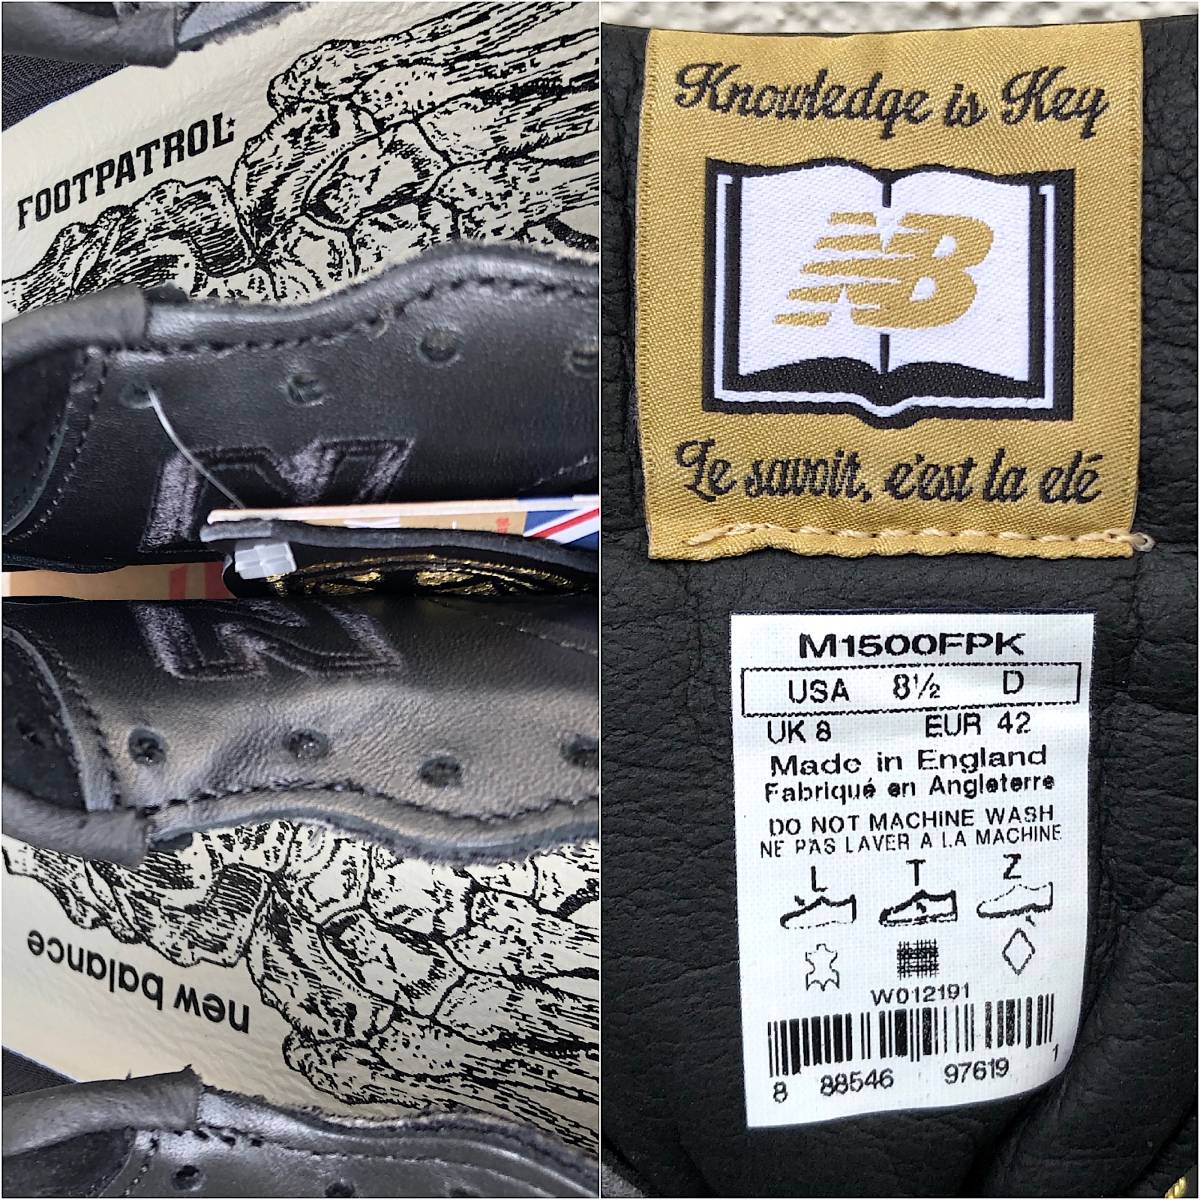 FOOTPATROL
N
N
new balance
Knowledge is Key
NB
Le savoir, c'est la clé
M1500FPK
USA 8½ D
UK 8 EUR 42
Made in England
Fabriqué en Angleterre
DO NOT MACHINE WASH
NE PAS LAVER A LA MACHINE
L T Z
W012191
8 88546 97619 1